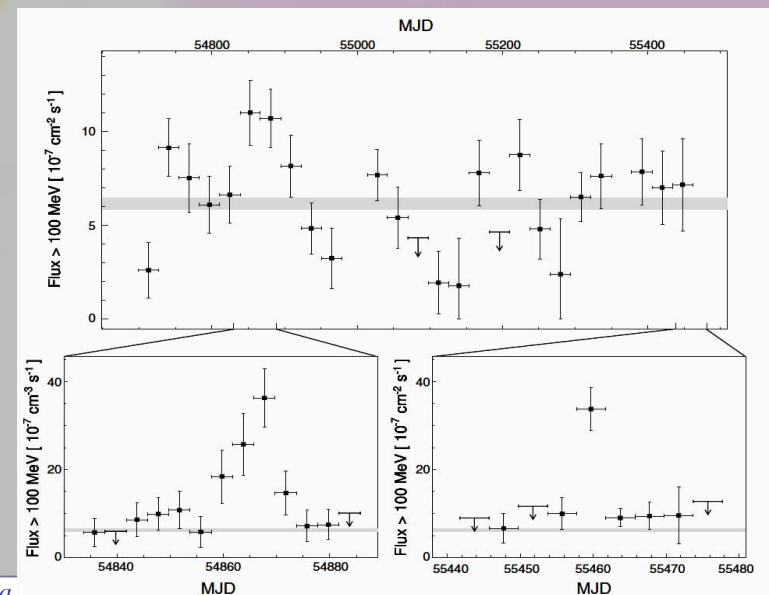 MJD
54800 55000 55200 55400
Flux > 100 MeV [ 10⁻⁷ cm⁻² s⁻¹ ]
10
5
0
Flux > 100 MeV [ 10⁻⁷ cm⁻³ s⁻¹ ]
40
20
0
54840 54860 54880
MJD
Flux > 100 MeV [ 10⁻⁷ cm⁻² s⁻¹ ]
40
20
0
55440 55450 55460 55470 55480
MJD
a